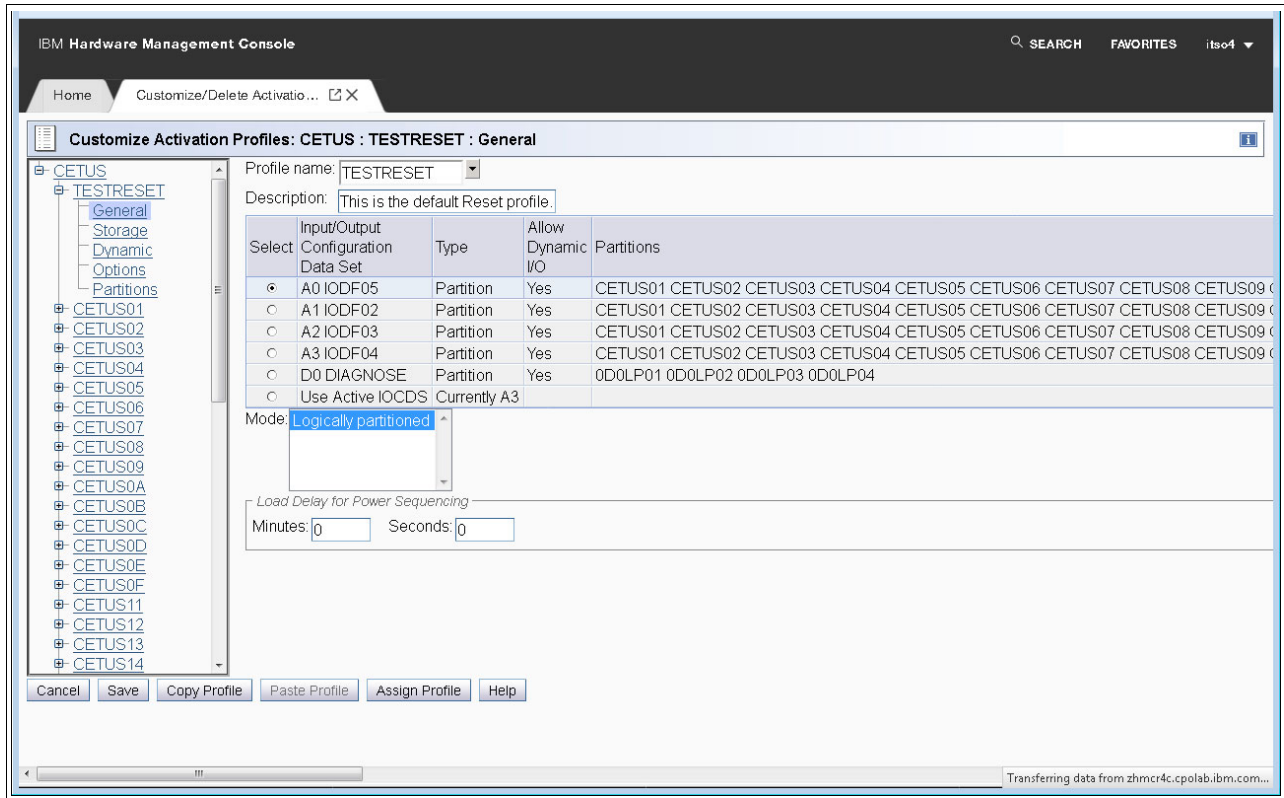 IBM Hardware Management Console
SEARCH FAVORITES itso4
Home Customize/Delete Activatio...
Customize Activation Profiles: CETUS : TESTRESET : General
CETUS
TESTRESET
General
Storage
Dynamic
Options
Partitions
CETUS01
CETUS02
CETUS03
CETUS04
CETUS05
CETUS06
CETUS07
CETUS08
CETUS09
CETUS0A
CETUS0B
CETUS0C
CETUS0D
CETUS0E
CETUS0F
CETUS11
CETUS12
CETUS13
CETUS14
Profile name: TESTRESET
Description: This is the default Reset profile.
Select Input/Output Configuration Data Set Type Allow Dynamic I/O Partitions
A0 IODF05 Partition Yes CETUS01 CETUS02 CETUS03 CETUS04 CETUS05 CETUS06 CETUS07 CETUS08 CETUS09
A1 IODF02 Partition Yes CETUS01 CETUS02 CETUS03 CETUS04 CETUS05 CETUS06 CETUS07 CETUS08 CETUS09
A2 IODF03 Partition Yes CETUS01 CETUS02 CETUS03 CETUS04 CETUS05 CETUS06 CETUS07 CETUS08 CETUS09
A3 IODF04 Partition Yes CETUS01 CETUS02 CETUS03 CETUS04 CETUS05 CETUS06 CETUS07 CETUS08 CETUS09
D0 DIAGNOSE Partition Yes 0D0LP01 0D0LP02 0D0LP03 0D0LP04
Use Active IOCDS Currently A3
Mode: Logically partitioned
Load Delay for Power Sequencing
Minutes: 0 Seconds: 0
Cancel Save Copy Profile Paste Profile Assign Profile Help
Transferring data from zhmcr4c.cpolab.ibm.com...